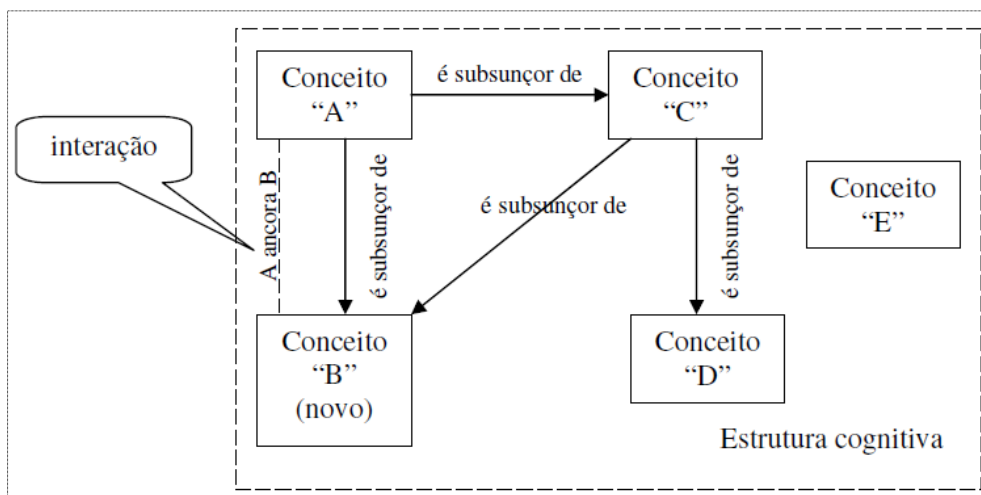 Conceito
“A”
é subsunçor de
Conceito
“C”
interação
A ancora B
é subsunçor de
é subsunçor de
é subsunçor de
Conceito
“E”
Conceito
“B”
(novo)
Conceito
“D”
Estrutura cognitiva